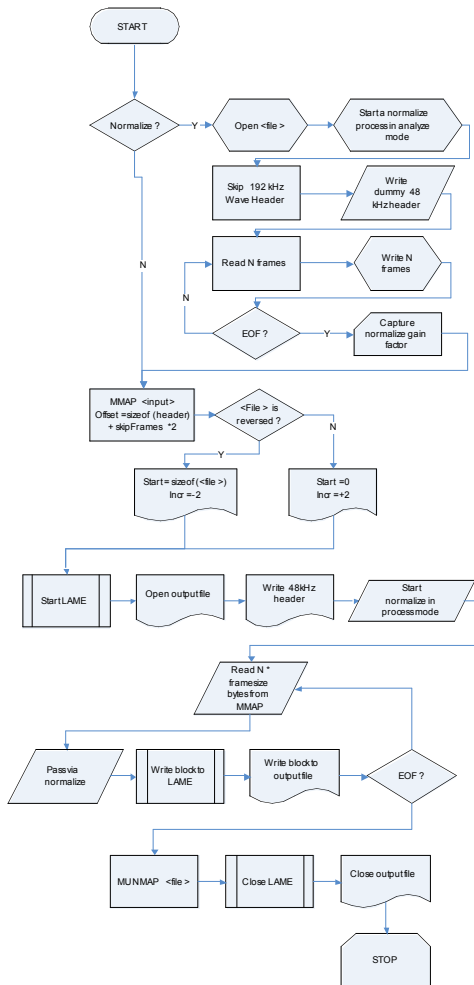 START
Normalize ?
Y
Open <file >
Start a normalize
process in analyze
mode
Skip 192 kHz
Wave Header
Write
dummy 48
kHz header
N
Read N frames
Write N
frames
N
EOF ?
Y
Capture
normalize gain
factor
MMAP <input>
Offset =sizeof (header)
+ skipFrames *2
<File > is
reversed ?
N
Y
Start = sizeof (<file >)
Incr =-2
Start =0
Incr =+2
Start LAME
Open output file
Write 48kHz
header
Start
normalize in
process mode
Read N *
framesize
bytes from
MMAP
Pass via
normalize
Write block to
LAME
Write block to
output file
EOF ?
MUNMAP <file >
Close LAME
Close output file
STOP